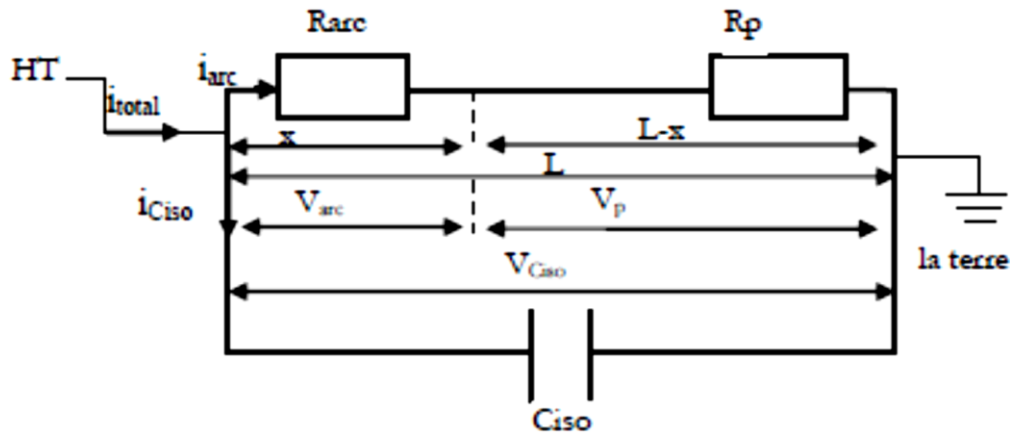 Rarc
Rp
HT
iarc
itotal
x
L-x
L
iCiso
Varc
Vp
la terre
VCiso
Ciso